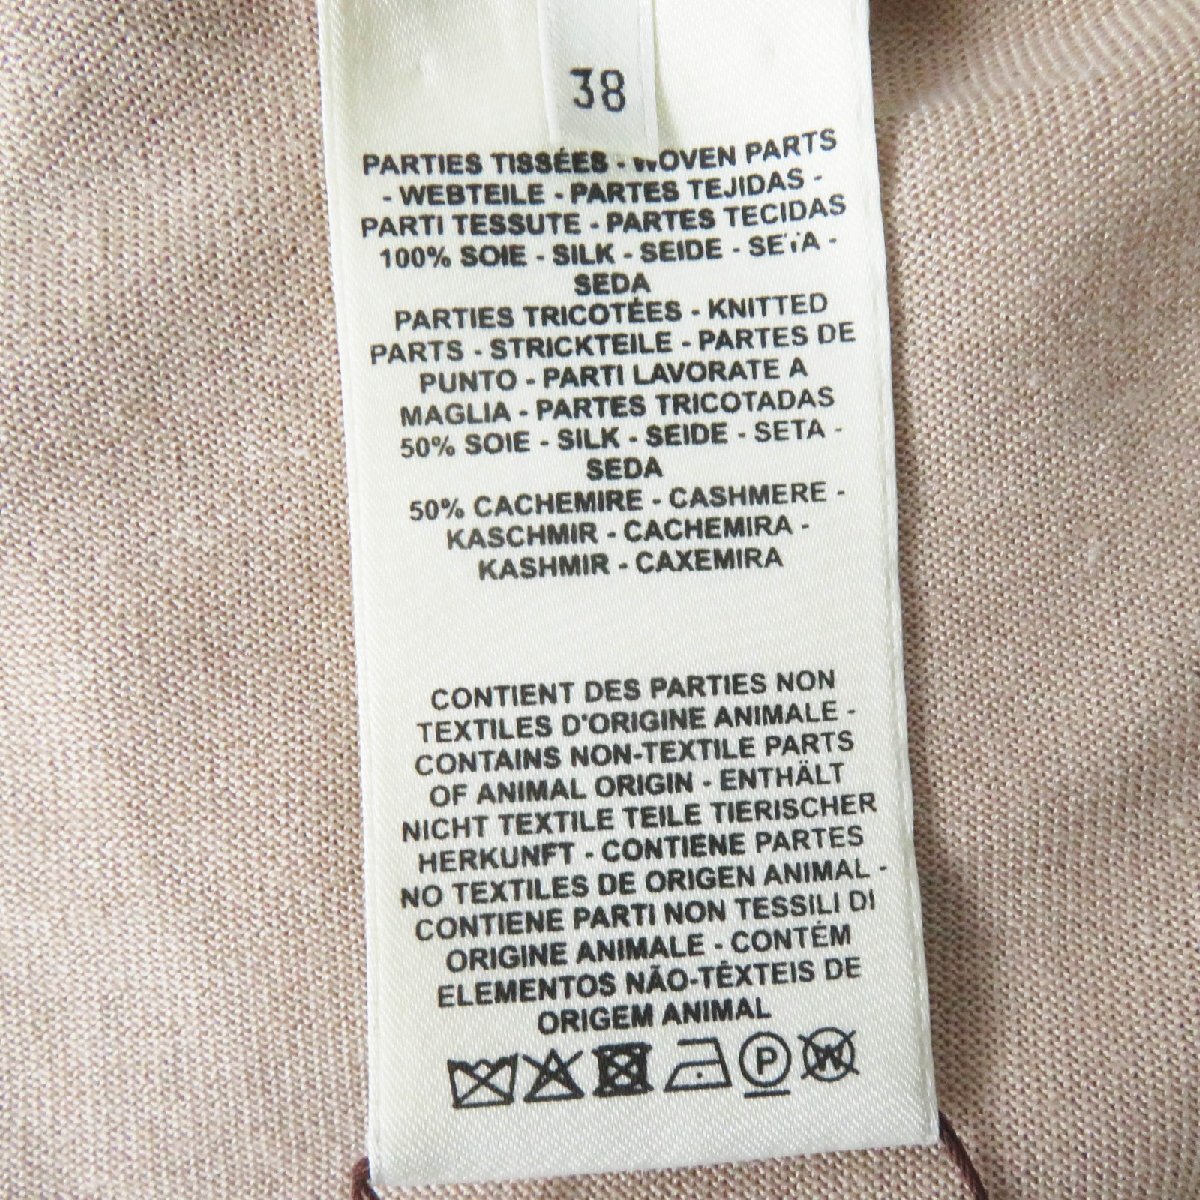 38
PARTIES TISSÉES - WOVEN PARTS
- WEBTEILE - PARTES TEJIDAS -
PARTI TESSUTE - PARTES TECIDAS
100% SOIE - SILK - SEIDE - SETA -
SEDA
PARTIES TRICOTÉES - KNITTED
PARTS - STRICKTEILE - PARTES DE
PUNTO - PARTI LAVORATE A
MAGLIA - PARTES TRICOTADAS
50% SOIE - SILK - SEIDE - SETA -
SEDA
50% CACHEMIRE - CASHMERE -
KASCHMIR - CACHEMIRA -
KASHMIR - CAXEMIRA
CONTIENT DES PARTIES NON
TEXTILES D'ORIGINE ANIMALE -
CONTAINS NON-TEXTILE PARTS
OF ANIMAL ORIGIN - ENTHÄLT
NICHT TEXTILE TEILE TIERISCHER
HERKUNFT - CONTIENE PARTES
NO TEXTILES DE ORIGEN ANIMAL -
CONTIENE PARTI NON TESSILI DI
ORIGINE ANIMALE - CONTÉM
ELEMENTOS NÃO-TÊXTEIS DE
ORIGEM ANIMAL
P W